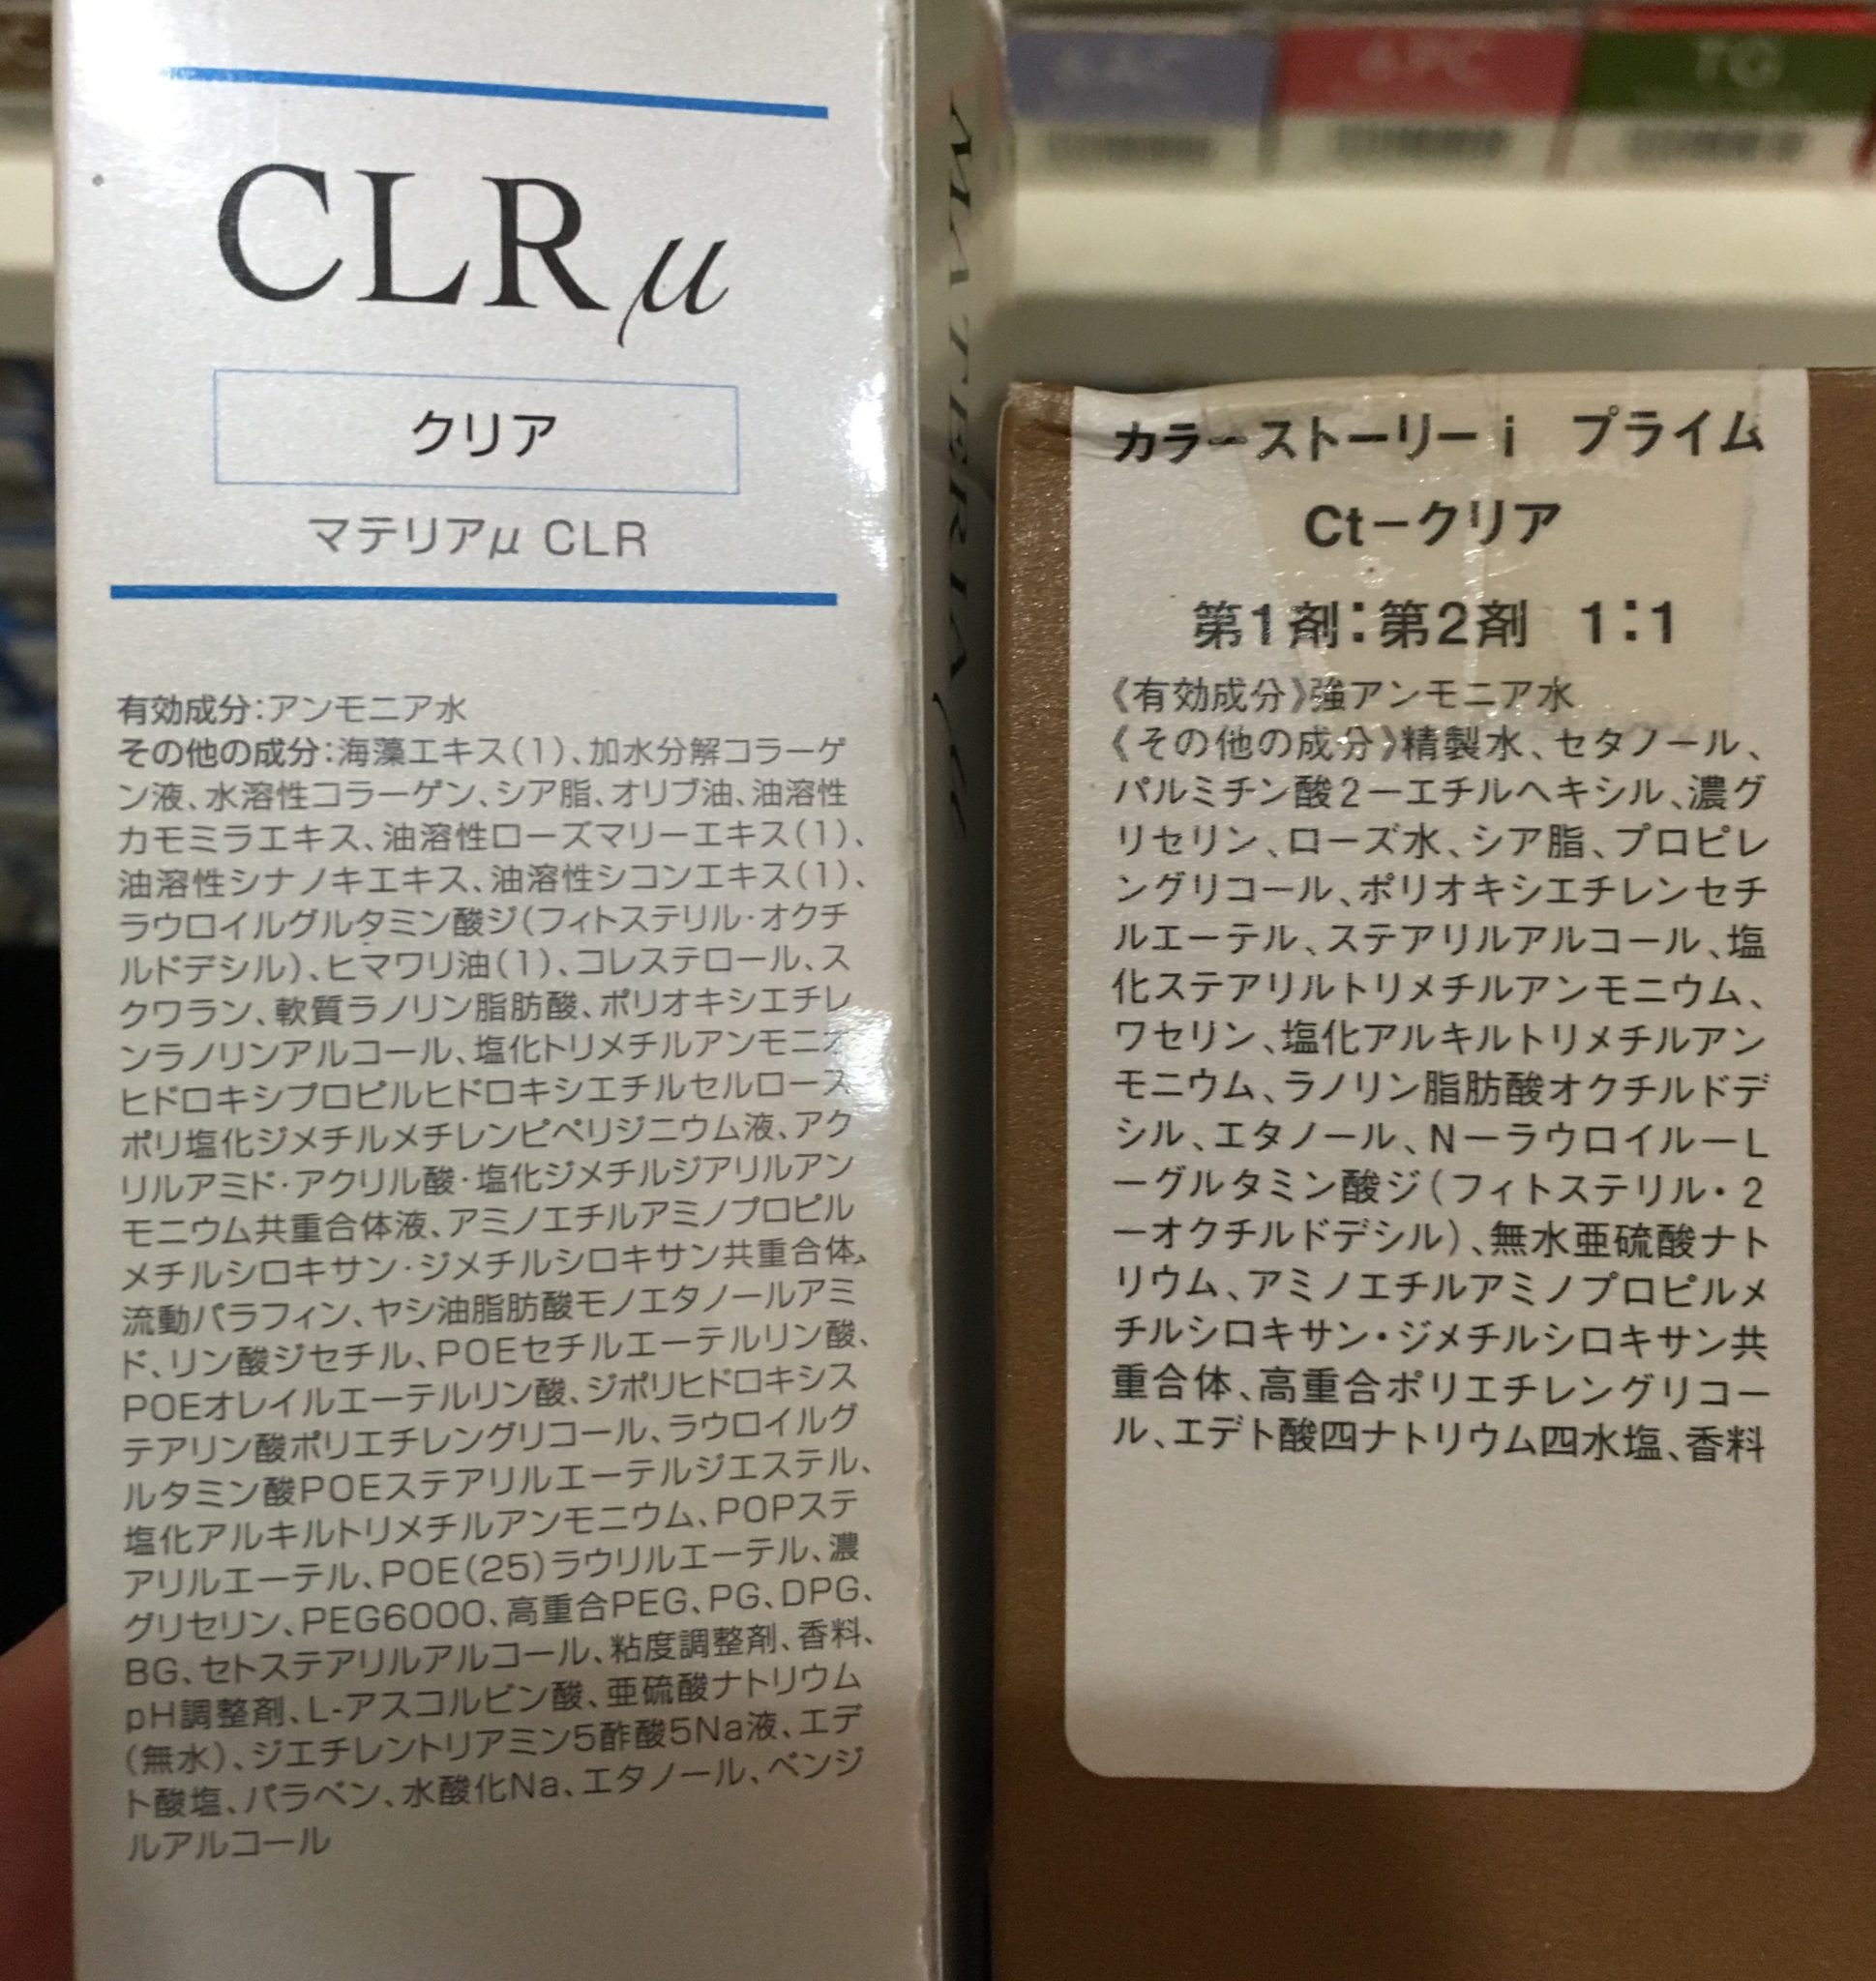 CLRμ
クリア
マテリアμ CLR
有効成分:アンモニア水
その他の成分:海藻エキス(1)、加水分解コラーゲ
ン液、水溶性コラーゲン、シア脂、オリブ油、油溶性
カモミラエキス、油溶性ローズマリーエキス(1)、
油溶性シナノキエキス、油溶性シコンエキス(1)、
ラウロイルグルタミン酸ジ(フィトステリル・オクチ
ルドデシル)、ヒマワリ油(1)、コレステロール、ス
クワラン、軟質ラノリン脂肪酸、ポリオキシエチレ
ンラノリンアルコール、塩化トリメチルアンモニオ
ヒドロキシプロピルヒドロキシエチルセルロース
ポリ塩化ジメチルメチレンピペリジニウム液、アク
リルアミド・アクリル酸・塩化ジメチルジアリルアン
モニウム共重合体液、アミノエチルアミノプロピル
メチルシロキサン・ジメチルシロキサン共重合体、
流動パラフィン、ヤシ油脂肪酸モノエタノールアミ
ド、リン酸ジセチル、POEセチルエーテルリン酸、
POEオレイルエーテルリン酸、ジポリヒドロキシス
テアリン酸ポリエチレングリコール、ラウロイルグ
ルタミン酸POEステアリルエーテルジエステル、
塩化アルキルトリメチルアンモニウム、POPステ
アリルエーテル、POE(25)ラウリルエーテル、濃
グリセリン、PEG6000、高重合PEG、PG、DPG、
BG、セトステアリルアルコール、粘度調整剤、香料、
pH調整剤、L-アスコルビン酸、亜硫酸ナトリウム
(無水)、ジエチレントリアミン5酢酸5Na液、エデ
ト酸塩、パラベン、水酸化Na、エタノール、ベンジ
ルアルコール
MATERIA μ
6AC
6PC
TG
カラーストーリーi プライム
Ctークリア
第1剤:第2剤 1:1
《有効成分》強アンモニア水
《その他の成分》精製水、セタノール、
パルミチン酸2ーエチルヘキシル、濃グ
リセリン、ローズ水、シア脂、プロピレ
ングリコール、ポリオキシエチレンセチ
ルエーテル、ステアリルアルコール、塩
化ステアリルトリメチルアンモニウム、
ワセリン、塩化アルキルトリメチルアン
モニウム、ラノリン脂肪酸オクチルドデ
シル、エタノール、NーラウロイルーL
ーグルタミン酸ジ(フィトステリル・2
ーオクチルドデシル)、無水亜硫酸ナト
リウム、アミノエチルアミノプロピルメ
チルシロキサン・ジメチルシロキサン共
重合体、高重合ポリエチレングリコー
ル、エデト酸四ナトリウム四水塩、香料